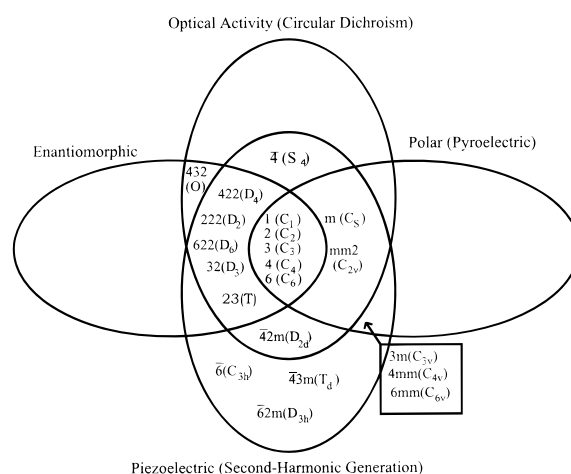 Optical Activity (Circular Dichroism)
Enantiomorphic
Polar (Pyroelectric)
4̅ (S₄)
432
(O)
422(D₄)
222(D₂)
622(D₆)
32(D₃)
23(T)
1 (C₁)
2 (C₂)
3 (C₃)
4 (C₄)
6 (C₆)
m (Cₛ)
mm2
(C₂ᵥ)
4̅2m(D₂d)
6̅(C₃ₕ)
4̅3m(T_d)
6̅2m(D₃ₕ)
3m(C₃ᵥ)
4mm(C₄ᵥ)
6mm(C₆ᵥ)
Piezoelectric (Second-Harmonic Generation)